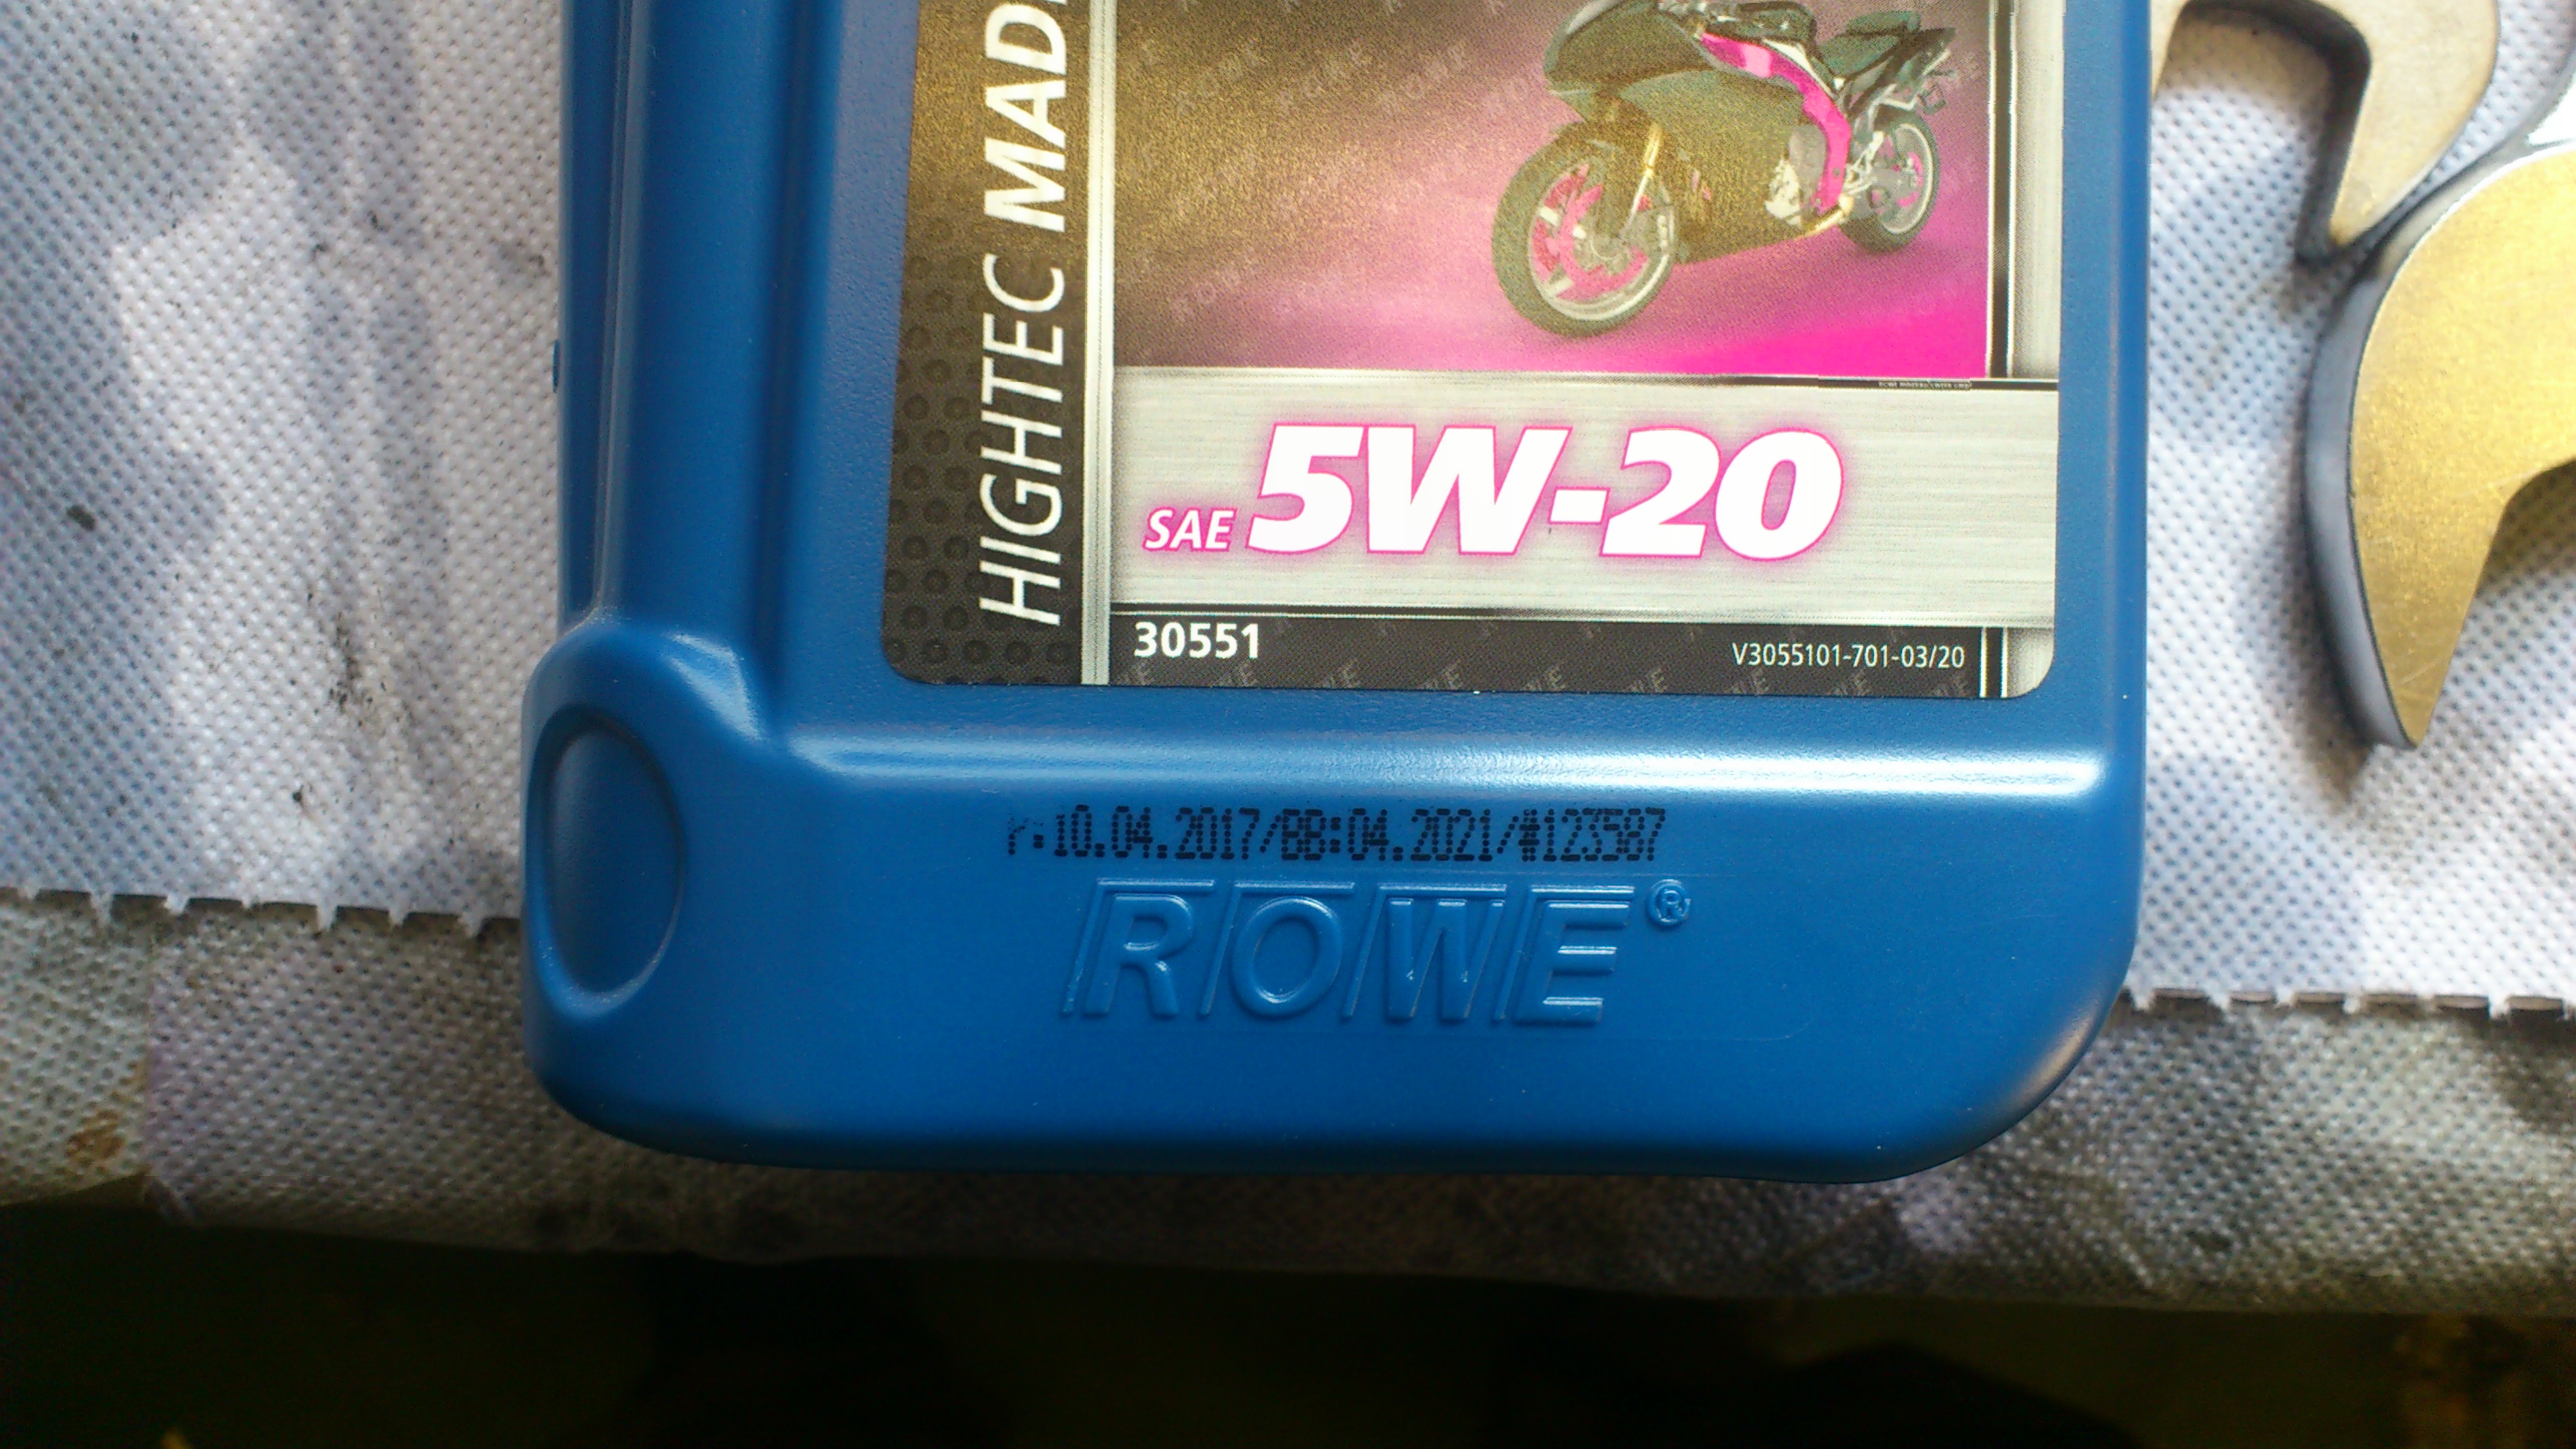 HIGHTEC MAD
SAE 5W-20
30551
V3055101-701-03/20
:10.04.2017/BB:04.2021/#123587
ROWE®